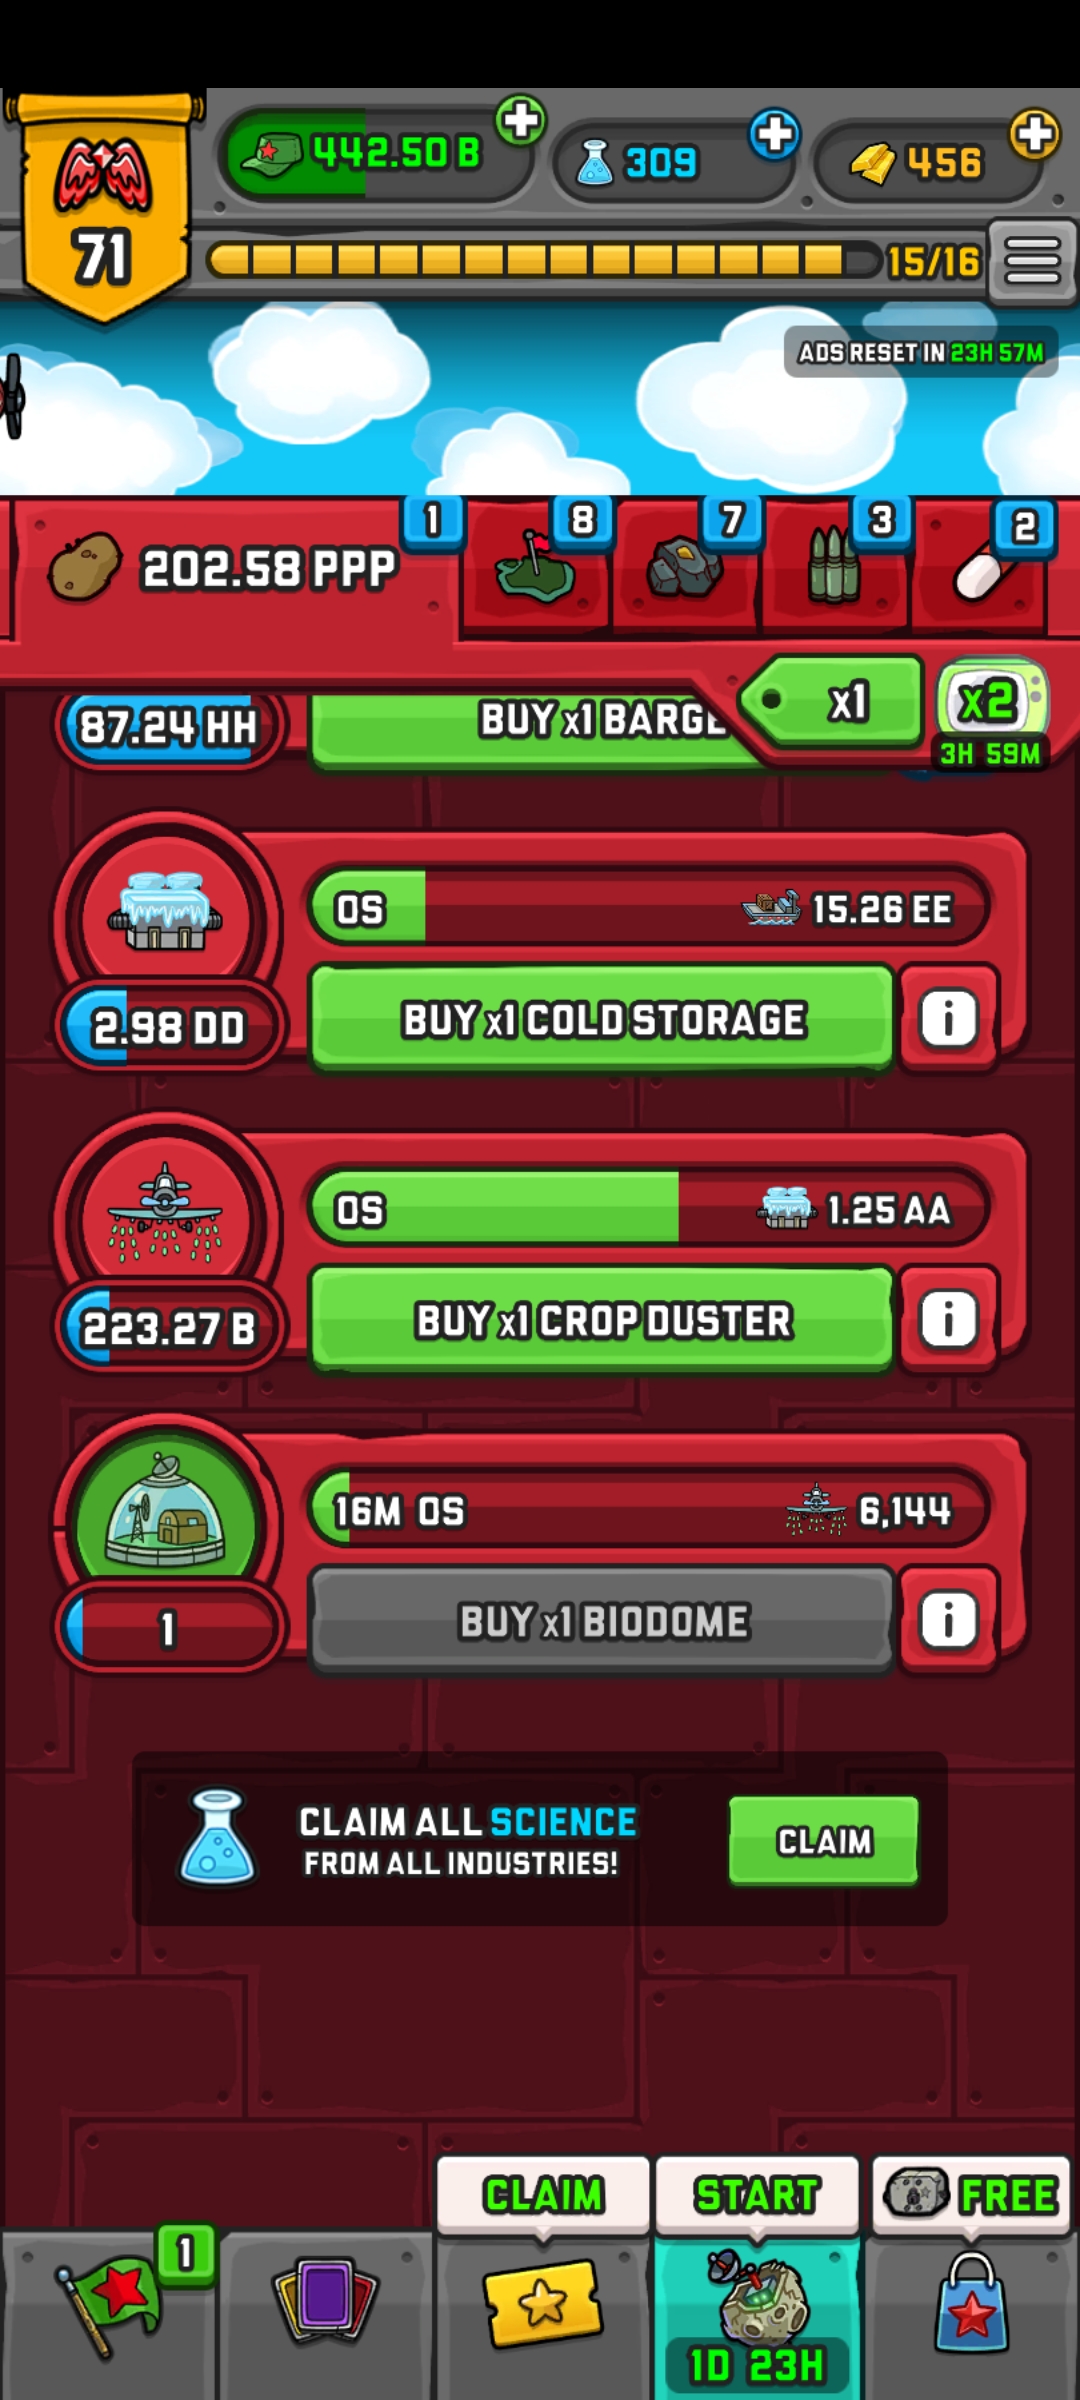 442.50 B
309
456
71
15/16
ADS RESET IN 23H 57M
202.58 PPP
1
8
7
3
2
x1
x2
3H 59M
87.24 HH
BUY x1 BARGE
0S
15.26 EE
2.98 DD
BUY x1 COLD STORAGE
i
0S
1.25 AA
223.27 B
BUY x1 CROP DUSTER
i
16M 0S
6,144
1
BUY x1 BIODOME
i
CLAIM ALL SCIENCE
FROM ALL INDUSTRIES!
CLAIM
CLAIM
START
FREE
1
1D 23H